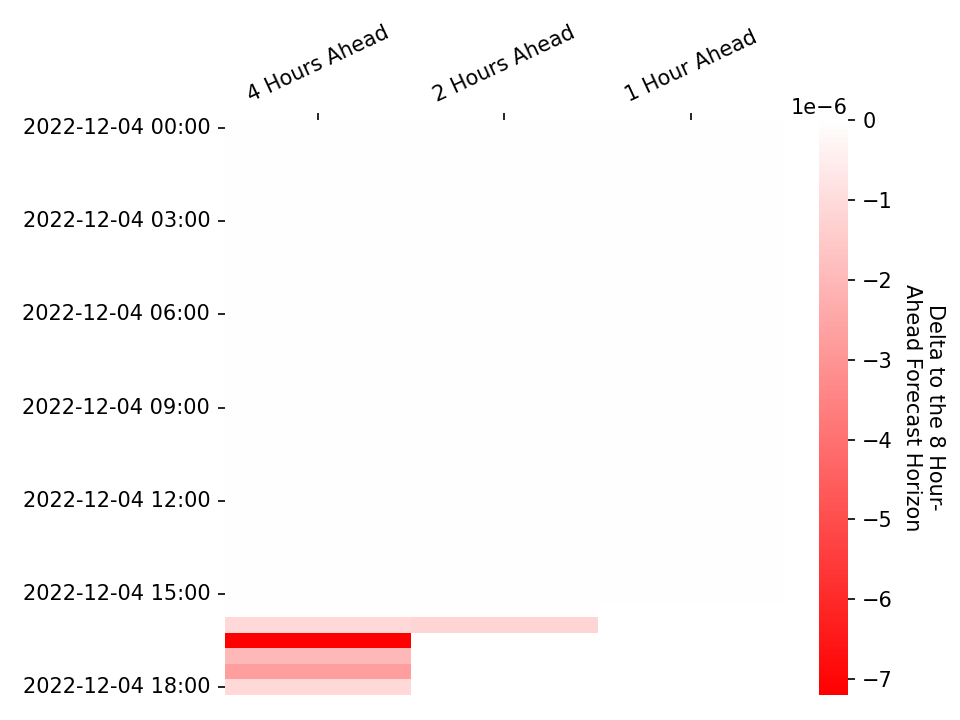 4 Hours Ahead
2 Hours Ahead
1 Hour Ahead
1e−6
2022-12-04 00:00
2022-12-04 03:00
2022-12-04 06:00
2022-12-04 09:00
2022-12-04 12:00
2022-12-04 15:00
2022-12-04 18:00
0
−1
−2
−3
−4
−5
−6
−7
Delta to the 8 Hour-
Ahead Forecast Horizon